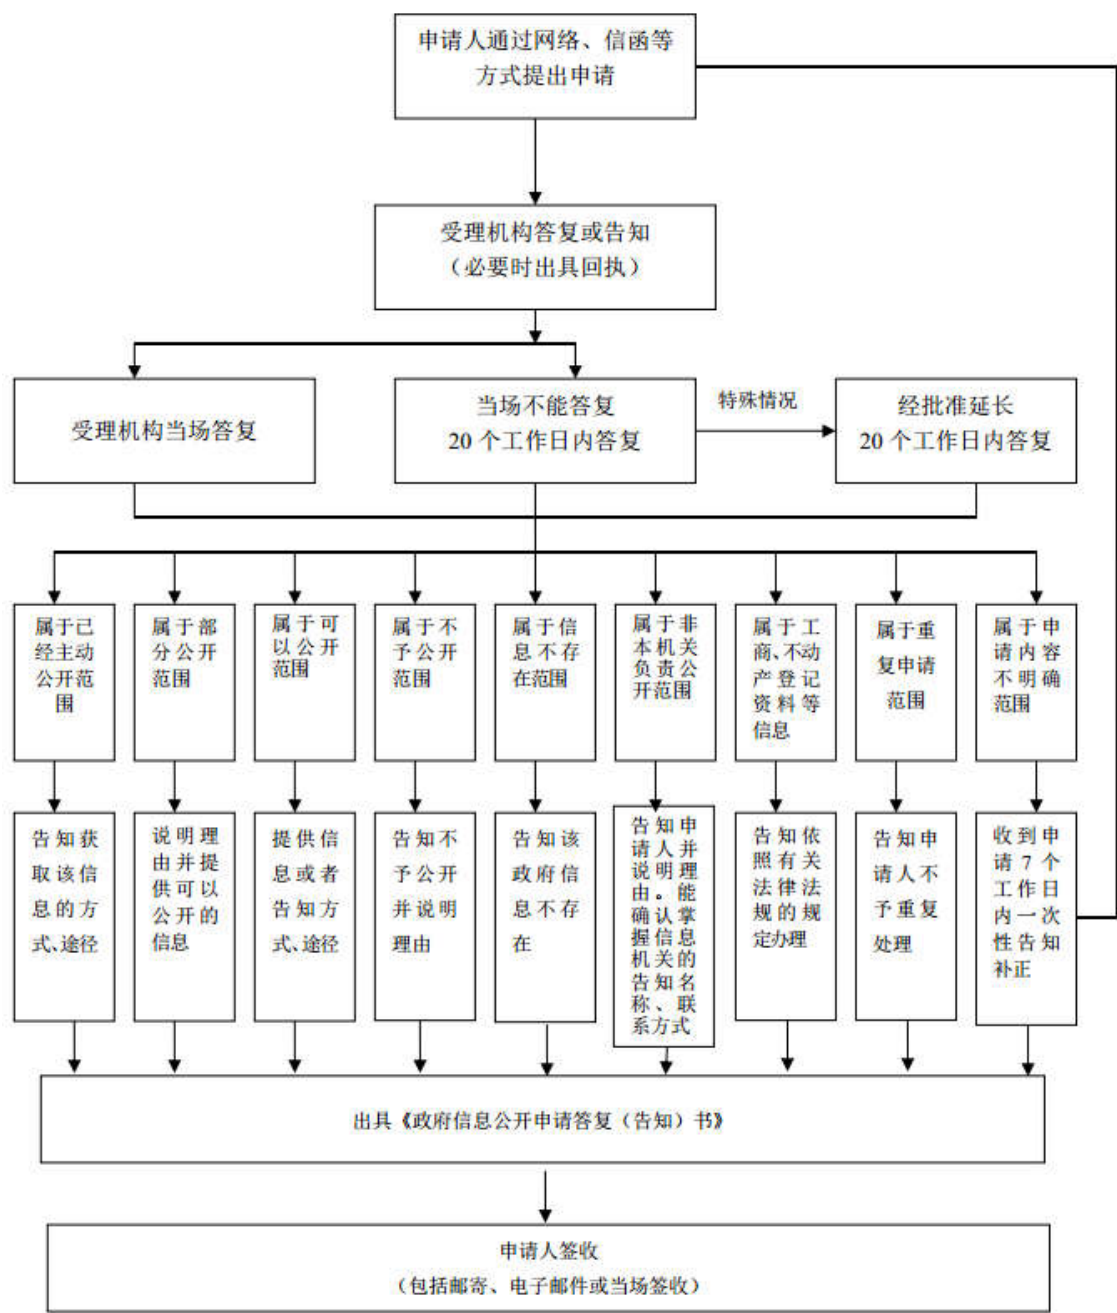 申请人通过网络、信函等
方式提出申请
受理机构答复或告知
（必要时出具回执）
受理机构当场答复
当场不能答复
20 个工作日内答复
特殊情况
经批准延长
20 个工作日内答复
属于已
经主动
公开范
围
属于部
分公开
范围
属于可
以公开
范围
属于不
予公开
范围
属于信
息不存
在范围
属于非
本机关
负责公
开范围
属于工
商、不动
产登记
资料等
信息
属于重
复申请
范围
属于申
请内容
不明确
范围
告知获
取该信
息的方
式、途径
说明理
由并提
供可以
公开的
信息
提供信
息或者
告知方
式、途径
告知不
予公开
并说明
理由
告知该
政府信
息不存
在
告知申
请人并
说明理
由。能
确认掌
握信息
机关的
告知名
称、联
系方式
告知依
照有关
法律法
规的规
定办理
告知申
请人不
予重复
处理
收到申
请 7 个
工作日
内一次
性告知
补正
出具《政府信息公开申请答复（告知）书》
申请人签收
（包括邮寄、电子邮件或当场签收）